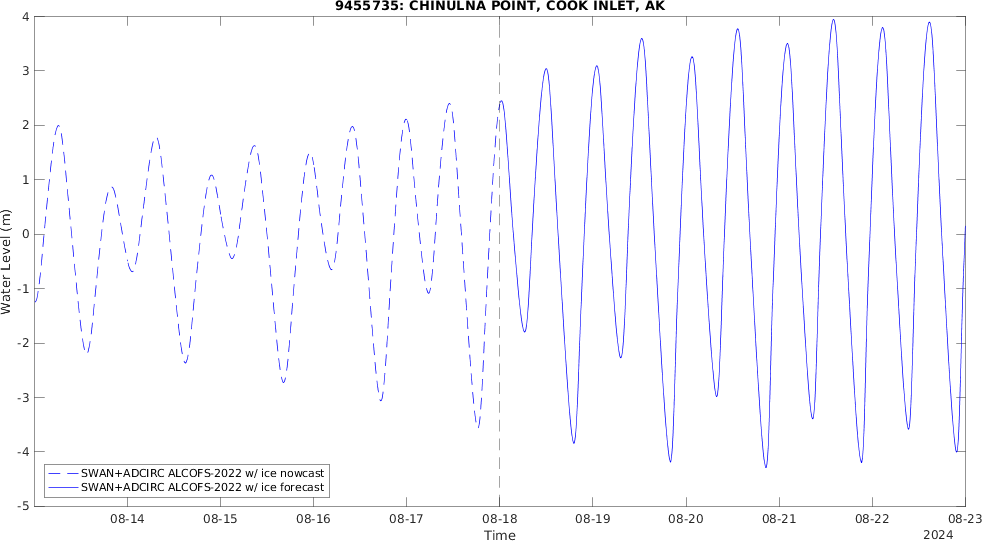 9455735: CHINULNA POINT, COOK INLET, AK
4
3
2
1
0
-1
-2
-3
-4
-5
Water Level (m)
SWAN+ADCIRC ALCOFS-2022 w/ ice nowcast
SWAN+ADCIRC ALCOFS-2022 w/ ice forecast
08-14 08-15 08-16 08-17 08-18 08-19 08-20 08-21 08-22 08-23
Time
2024